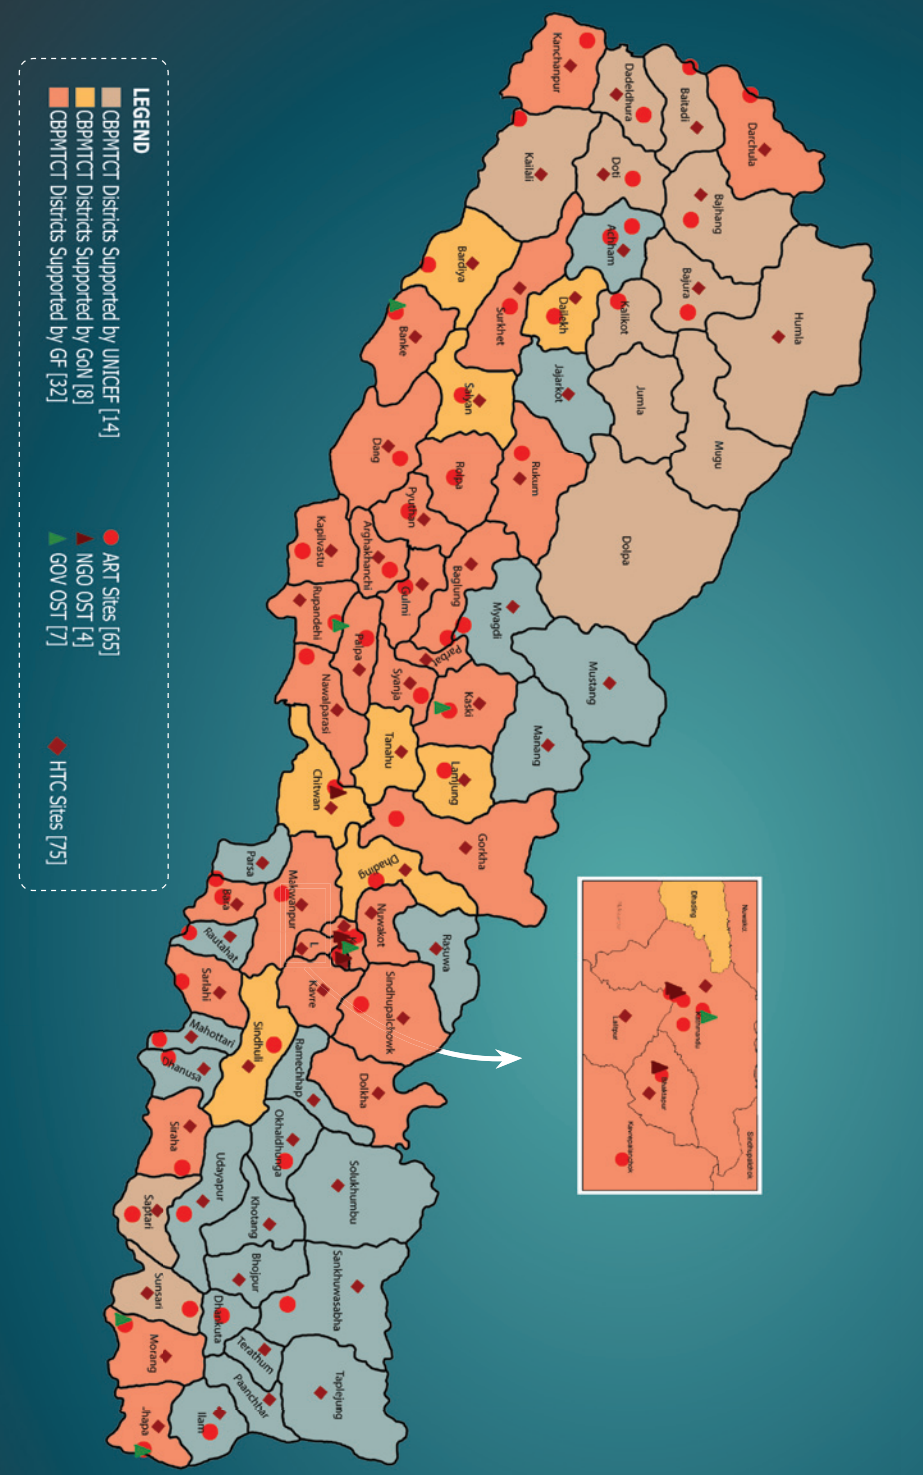 LEGEND
CBPMTCT Districts Supported by UNICEF [14]
CBPMTCT Districts Supported by GoN [8]
CBPMTCT Districts Supported by GF [32]
ART Sites [65]
NGO OST [4]
GOV OST [7]
HTC Sites [75]
Darchula
Baitadi
Dadeldhura
Kanchanpur
Bajhang
Doti
Kailali
Humla
Bajura
Achham
Bardiya
Kalikot
Dailekh
Surkhet
Banke
Mugu
Jumla
Jajarkot
Salyan
Dolpa
Rukum
Rolpa
Dang
Pyuthan
Mustang
Myagdi
Baglung
Gulmi
Arghakhanchi
Kapilvastu
Rupandehi
Parbat
Palpa
Syanja
Kaski
Nawalparasi
Manang
Lamjung
Tanahu
Chitwan
Gorkha
Dhading
Makwanpur
Parsa
Bara
Rautahat
Nuwakot
Rasuwa
L
Kavre
Sindhupalchowk
Sarlahi
Sindhuli
Mahottari
Dhanusa
Ramechhap
Dolkha
Siraha
Okhaldhunga
Solukhumbu
Udayapur
Khotang
Saptari
Bhojpur
Sankhuwasabha
Sunsari
Dhankuta
Terathum
Morang
Paanchhar
Taplejung
Ilam
Jhapa
Nuwakot
Dhading
Kathmandu
Lalitpur
Bhaktapur
Sindhupalchok
Kavrepalanchok